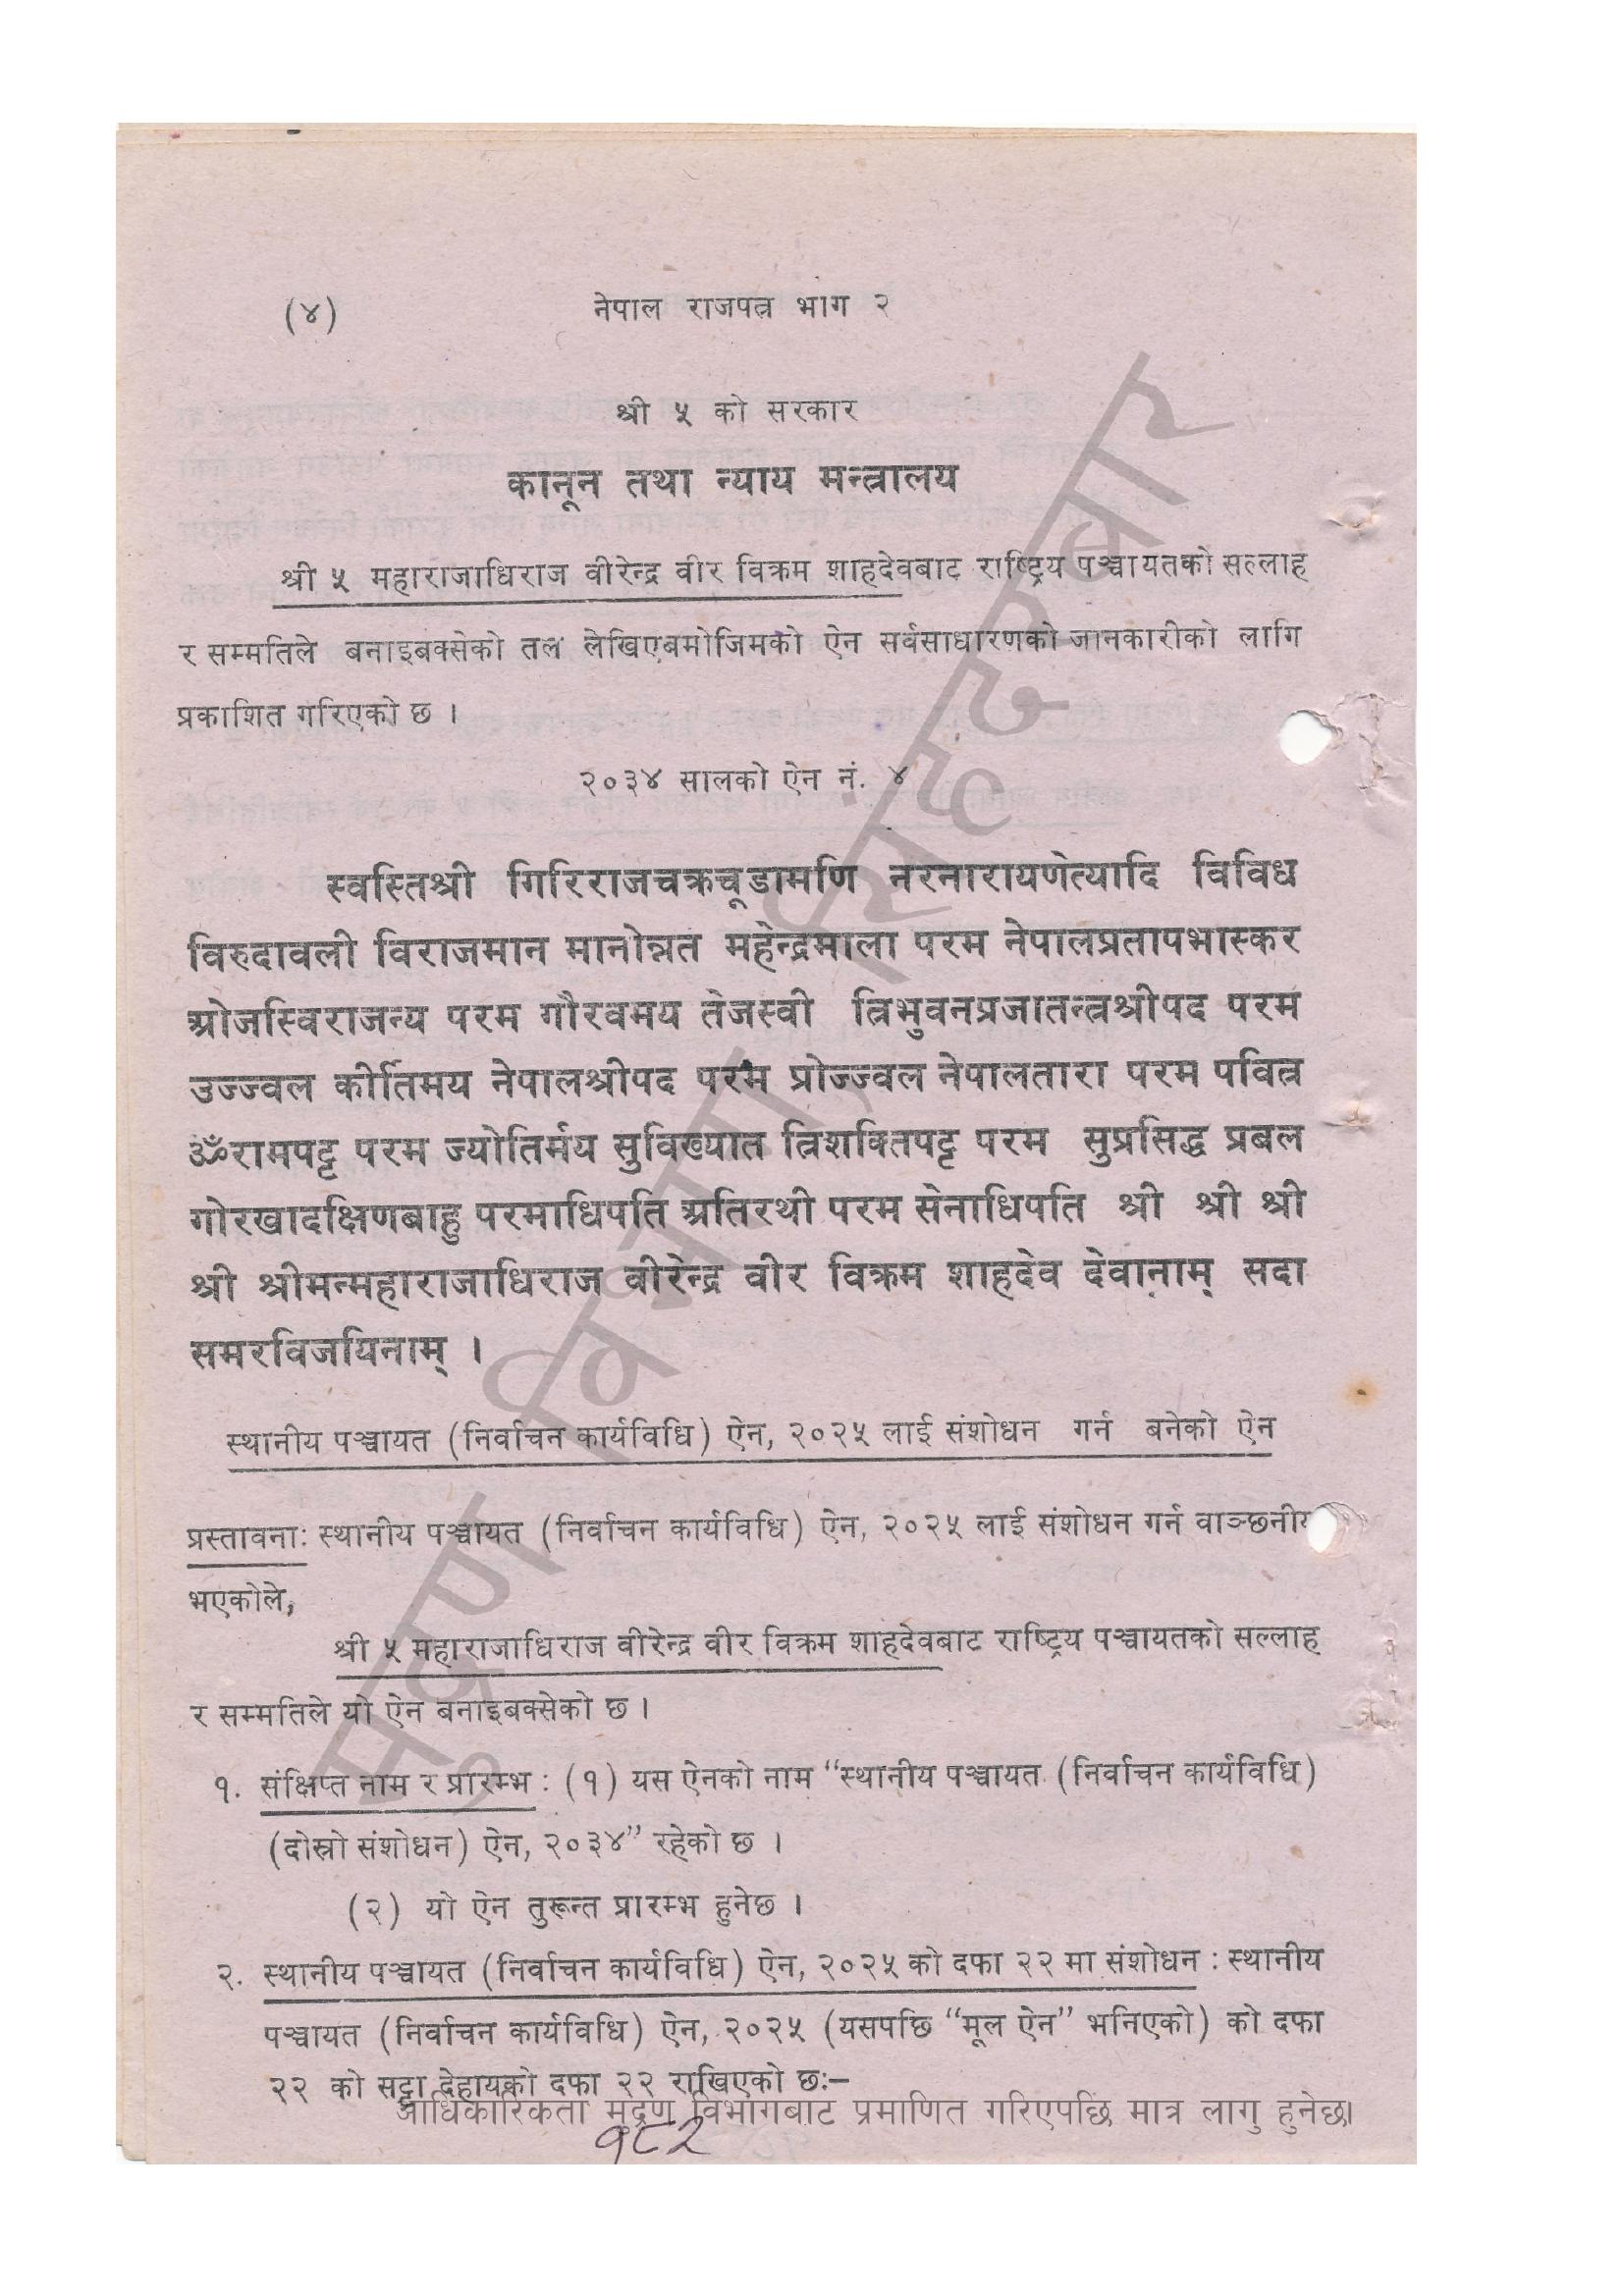 (४) नेपाल राजपत्र भाग २
श्री ५ को सरकार
कानून तथा न्याय मन्त्रालय
श्री ५ महाराजाधिराज वीरेन्द्र वीर विक्रम शाहदेवबाट राष्ट्रिय पञ्चायतको सल्लाह
र सम्मतिले बनाइबक्सेको तल लेखिएबमोजिमको ऐन सर्वसाधारणको जानकारीको लागि
प्रकाशित गरिएको छ ।
२०३४ सालको ऐन नं. ४
स्वस्तिश्री गिरिराजचक्रचूडामणि नरनारायणेत्यादि विविध
विरुदावली विराजमान मानोन्नत महेन्द्रमाला परम नेपालप्रतापभास्कर
ओजस्विराजन्य परम गौरवमय तेजस्वी त्रिभुवनप्रजातन्त्रश्रीपद परम
उज्ज्वल कीर्तिमय नेपालश्रीपद परम प्रोज्ज्वल नेपालतारा परम पवित्र
ॐरामपट्ट परम ज्योतिर्मय सुविख्यात त्रिशक्तिपट्ट परम सुप्रसिद्ध प्रबल
गोरखादक्षिणबाहु परमाधिपति अतिरथी परम सेनाधिपति श्री श्री श्री
श्री श्रीमन्महाराजाधिराज वीरेन्द्र वीर विक्रम शाहदेव देवानाम् सदा
समरविजयिनाम् ।
स्थानीय पञ्चायत (निर्वाचन कार्यविधि) ऐन, २०२५ लाई संशोधन गर्न बनेको ऐन
प्रस्तावना: स्थानीय पञ्चायत (निर्वाचन कार्यविधि) ऐन, २०२५ लाई संशोधन गर्न वाञ्छनीय
भएकोले,
श्री ५ महाराजाधिराज वीरेन्द्र वीर विक्रम शाहदेवबाट राष्ट्रिय पञ्चायतको सल्लाह
र सम्मतिले यो ऐन बनाइबक्सेको छ ।
१. संक्षिप्त नाम र प्रारम्भ : (१) यस ऐनको नाम “स्थानीय पञ्चायत (निर्वाचन कार्यविधि)
(दोस्रो संशोधन) ऐन, २०३४” रहेको छ ।
(२) यो ऐन तुरून्त प्रारम्भ हुनेछ ।
२. स्थानीय पञ्चायत (निर्वाचन कार्यविधि) ऐन, २०२५ को दफा २२ मा संशोधन : स्थानीय
पञ्चायत (निर्वाचन कार्यविधि) ऐन, २०२५ (यसपछि “मूल ऐन” भनिएको) को दफा
२२ को सट्टा देहायको दफा २२ राखिएको छ:–
आधिकारिकता मुद्रण विभागबाट प्रमाणित गरिएपछि मात्र लागु हुनेछ।
१८२
मुद्रण विभाग, सिंहदरबार